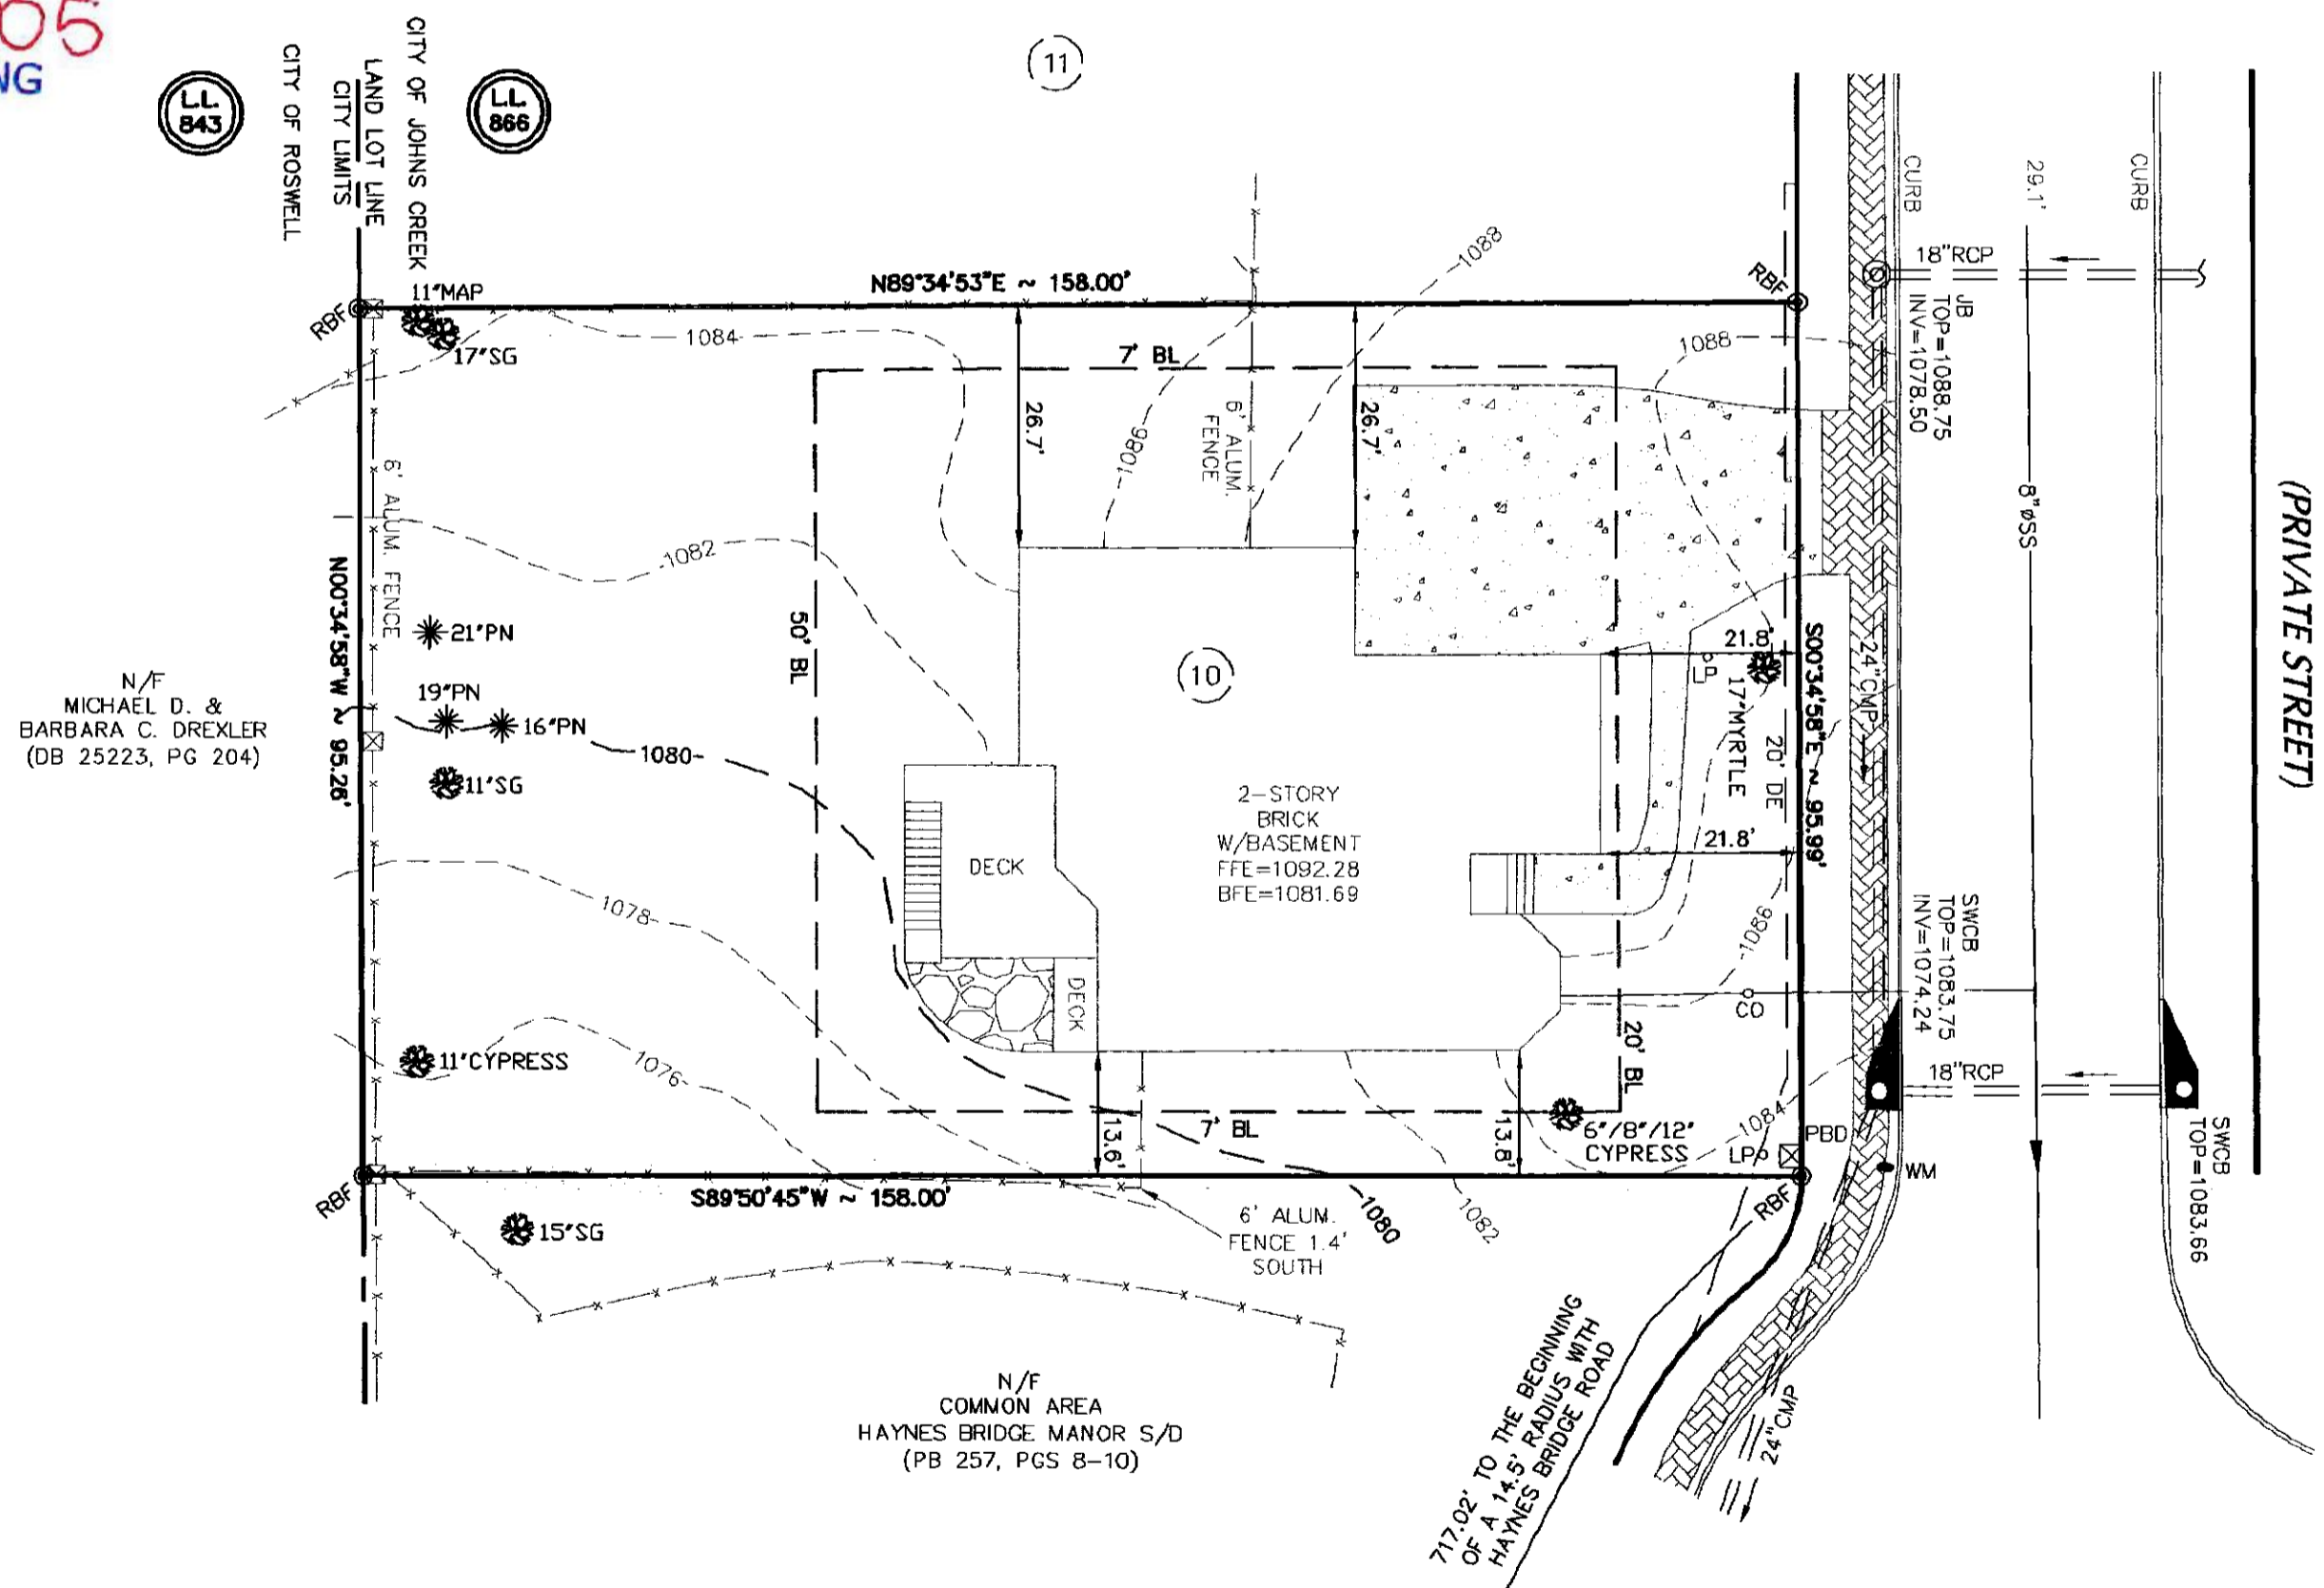 05
NG
LL
843
CITY OF ROSWELL
LAND LOT LINE
CITY LIMITS
CITY OF JOHNS CREEK
LL
866
11
N89°34'53"E ~ 158.00'
RBF
RBF
11"MAP
17"SG
1084
7' BL
1088
1088
26.7'
1086
6' ALUM.
FENCE
26.7'
6' ALUM. FENCE
1082
50' BL
N00°34'58"W ~ 95.26'
21"PN
19"PN
16"PN
11"SG
1080
N/F
MICHAEL D. &
BARBARA C. DREXLER
(DB 25223, PG 204)
10
2-STORY
BRICK
W/BASEMENT
FFE=1092.28
BFE=1081.69
DECK
DECK
21.8'
LP
17"MYRTLE
20' DE
S00°34'58"E ~ 95.99'
24"CMP
21.8'
1086
CO
20' BL
1078
11"CYPRESS
1076
13.6'
7' BL
13.8'
6"/8"/12"
CYPRESS
1084
LP
PBD
WM
RBF
RBF
S89°50'45"W ~ 158.00'
15"SG
6' ALUM.
FENCE 1.4'
SOUTH
1080
1082
N/F
COMMON AREA
HAYNES BRIDGE MANOR S/D
(PB 257, PGS 8-10)
717.02' TO THE BEGINNING
OF A 14.5' RADIUS WITH
HAYNES BRIDGE ROAD
24"CMP
CURB
29.1'
CURB
18"RCP
JB
TOP=1088.75
INV=1078.50
8"øSS
(PRIVATE STREET)
SWCB
TOP=1083.75
INV=1074.24
18"RCP
SWCB
TOP=1083.66